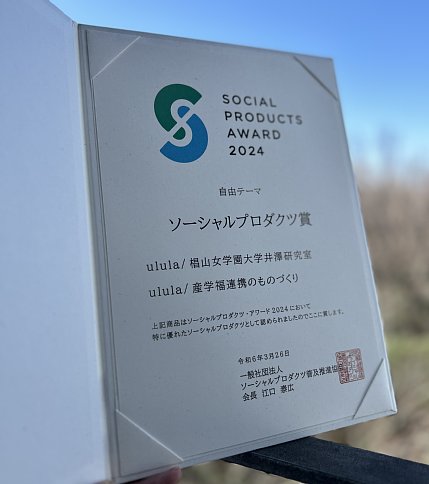 SOCIAL
PRODUCTS
AWARD
2024
自由テーマ
ソーシャルプロダクツ賞
ulula/ 椙山女学園大学井澤研究室
ulula/ 産学福連携のものづくり
上記商品はソーシャルプロダクツ・アワード2024において
特に優れたソーシャルプロダクツとして認められましたのでここに賞します。
令和6年3月26日
一般社団法人
ソーシャルプロダクツ普及推進協会
会長 江口 泰広